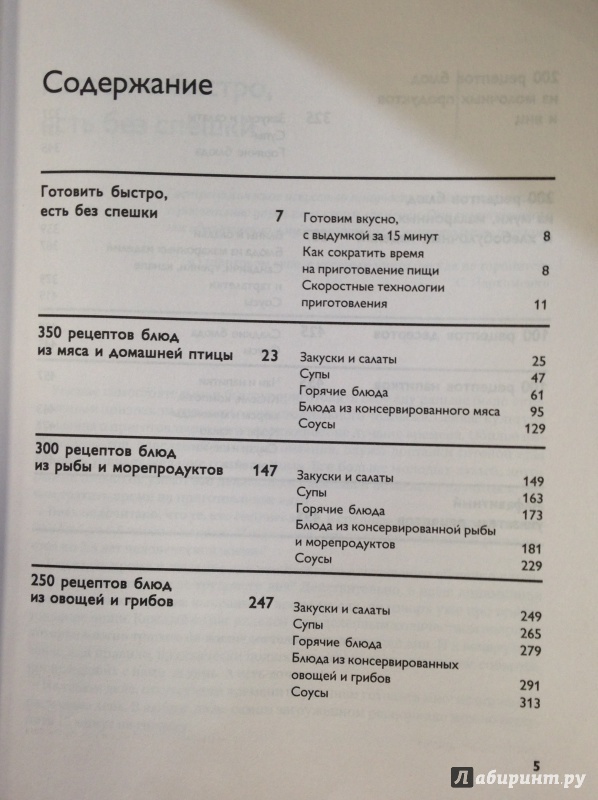 Содержание
Готовить быстро,
есть без спешки 7
Готовим вкусно,
с выдумкой за 15 минут 8
Как сократить время
на приготовление пищи 8
Скоростные технологии
приготовления 11
350 рецептов блюд
из мяса и домашней птицы 23
Закуски и салаты 25
Супы 47
Горячие блюда 61
Блюда из консервированного мяса 95
Соусы 129
300 рецептов блюд
из рыбы и морепродуктов 147
Закуски и салаты 149
Супы 163
Горячие блюда 173
Блюда из консервированной рыбы
и морепродуктов 181
Соусы 229
250 рецептов блюд
из овощей и грибов 247
Закуски и салаты 249
Супы 265
Горячие блюда 279
Блюда из консервированных
овощей и грибов 291
Соусы 313
5
Лабиринт.ру